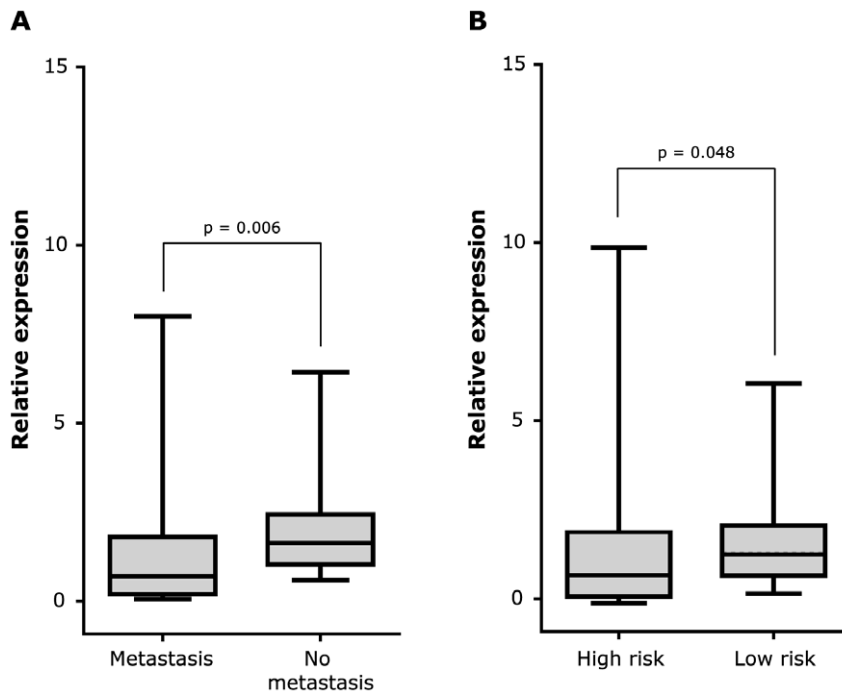 A
Relative expression
15
10
5
0
p = 0.006
Metastasis
No
metastasis
B
Relative expression
15
10
5
0
p = 0.048
High risk
Low risk